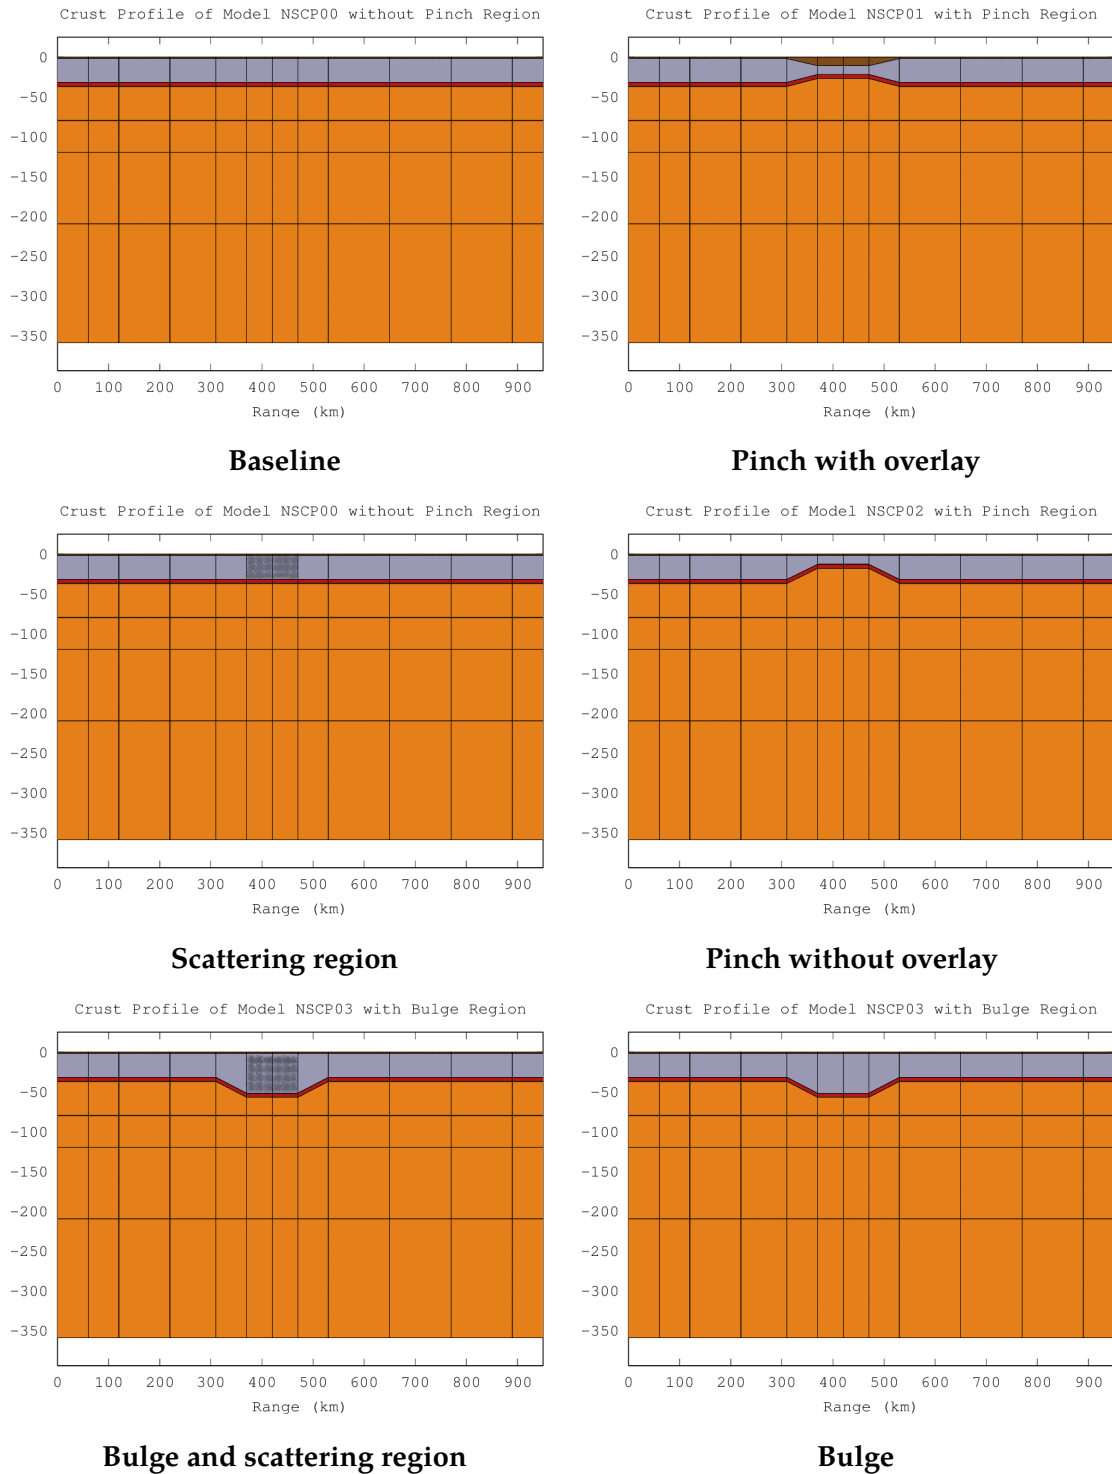 Crust Profile of Model NSCP00 without Pinch Region
0
-50
-100
-150
-200
-250
-300
-350
0 100 200 300 400 500 600 700 800 900
Range (km)
Baseline
Crust Profile of Model NSCP01 with Pinch Region
0
-50
-100
-150
-200
-250
-300
-350
0 100 200 300 400 500 600 700 800 900
Range (km)
Pinch with overlay
Crust Profile of Model NSCP00 without Pinch Region
0
-50
-100
-150
-200
-250
-300
-350
0 100 200 300 400 500 600 700 800 900
Range (km)
Scattering region
Crust Profile of Model NSCP02 with Pinch Region
0
-50
-100
-150
-200
-250
-300
-350
0 100 200 300 400 500 600 700 800 900
Range (km)
Pinch without overlay
Crust Profile of Model NSCP03 with Bulge Region
0
-50
-100
-150
-200
-250
-300
-350
0 100 200 300 400 500 600 700 800 900
Range (km)
Bulge and scattering region
Crust Profile of Model NSCP03 with Bulge Region
0
-50
-100
-150
-200
-250
-300
-350
0 100 200 300 400 500 600 700 800 900
Range (km)
Bulge